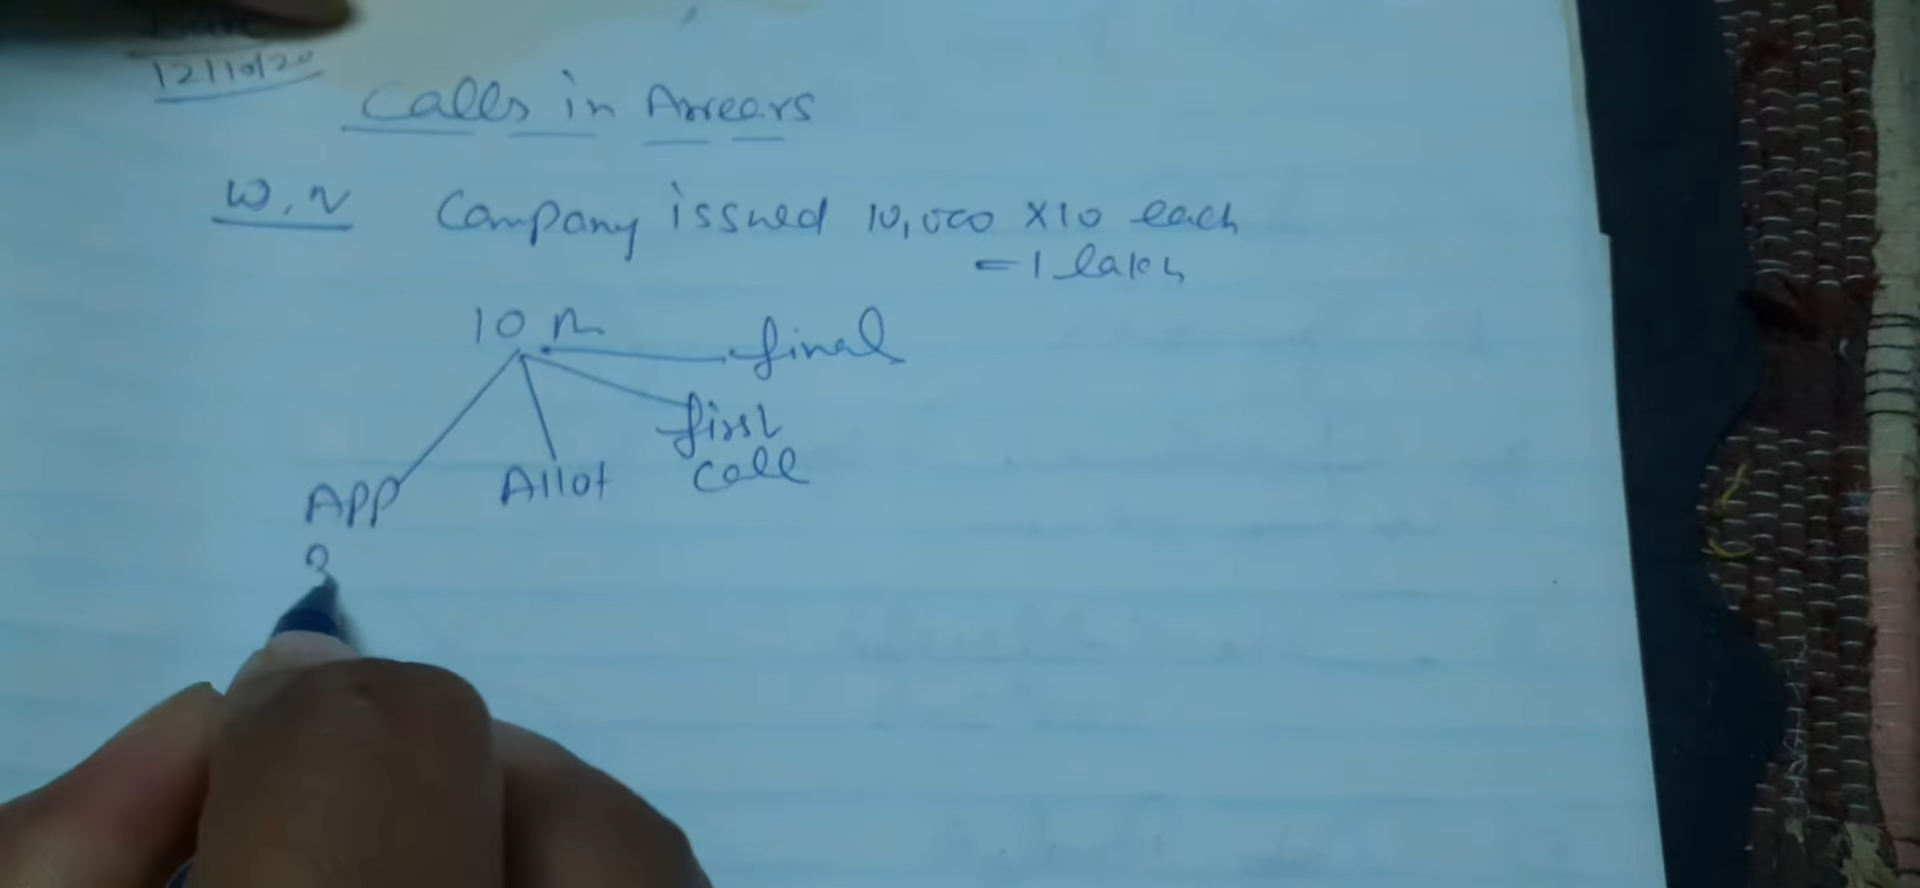 12/10/20
Calls in Arrears
W.N Company issued 10,000 X10 each
= 1 lakh
10 Rs
final
first
call
App Allot